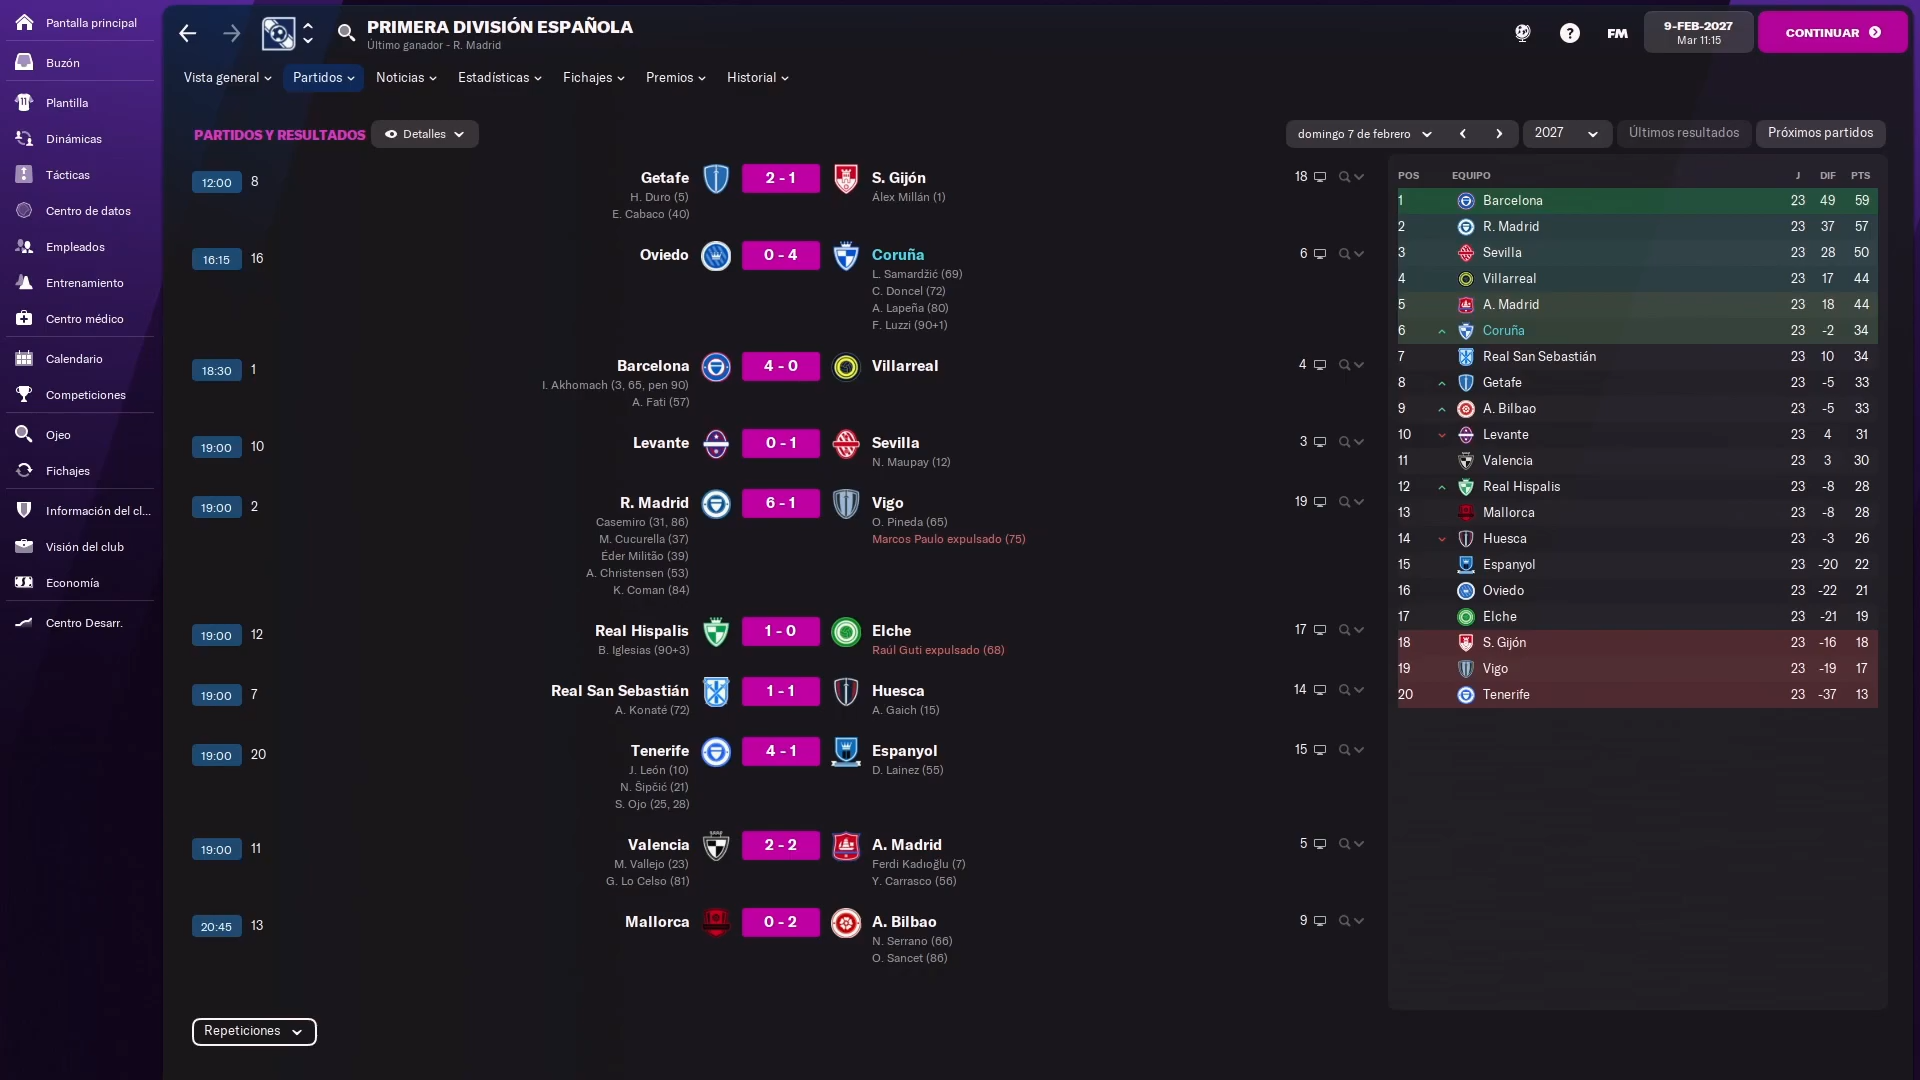 Pantalla principal
Buzón
Plantilla
Dinámicas
Tácticas
Centro de datos
Empleados
Entrenamiento
Centro médico
Calendario
Competiciones
Ojeo
Fichajes
Información del cl...
Visión del club
Economía
Centro Desarr.
PRIMERA DIVISIÓN ESPAÑOLA
Último ganador - R. Madrid
FM
9-FEB-2027
Mar 11:15
CONTINUAR
Vista general Partidos Noticias Estadísticas Fichajes Premios Historial
PARTIDOS Y RESULTADOS Detalles
domingo 7 de febrero 2027 Últimos resultados Próximos partidos
12:00 8 Getafe 2 - 1 S. Gijón 18
H. Duro (5) Álex Millán (1)
E. Cabaco (40)
16:15 16 Oviedo 0 - 4 Coruña 6
L. Samardžić (69)
C. Doncel (72)
A. Lapeña (80)
F. Luzzi (90+1)
18:30 1 Barcelona 4 - 0 Villarreal 4
I. Akhomach (3, 65, pen 90)
A. Fati (57)
19:00 10 Levante 0 - 1 Sevilla 3
N. Maupay (12)
19:00 2 R. Madrid 6 - 1 Vigo 19
Casemiro (31, 86) O. Pineda (65)
M. Cucurella (37) Marcos Paulo expulsado (75)
Éder Militão (39)
A. Christensen (53)
K. Coman (84)
19:00 12 Real Hispalis 1 - 0 Elche 17
B. Iglesias (90+3) Raúl Guti expulsado (68)
19:00 7 Real San Sebastián 1 - 1 Huesca 14
A. Konaté (72) A. Gaich (15)
19:00 20 Tenerife 4 - 1 Espanyol 15
J. León (10) D. Lainez (55)
N. Šipčić (21)
S. Ojo (25, 28)
19:00 11 Valencia 2 - 2 A. Madrid 5
M. Vallejo (23) Ferdi Kadıoğlu (7)
G. Lo Celso (81) Y. Carrasco (56)
20:45 13 Mallorca 0 - 2 A. Bilbao 9
N. Serrano (66)
O. Sancet (86)
Repeticiones
POS EQUIPO J DIF PTS
1 Barcelona 23 49 59
2 R. Madrid 23 37 57
3 Sevilla 23 28 50
4 Villarreal 23 17 44
5 A. Madrid 23 18 44
6 Coruña 23 -2 34
7 Real San Sebastián 23 10 34
8 Getafe 23 -5 33
9 A. Bilbao 23 -5 33
10 Levante 23 4 31
11 Valencia 23 3 30
12 Real Hispalis 23 -8 28
13 Mallorca 23 -8 28
14 Huesca 23 -3 26
15 Espanyol 23 -20 22
16 Oviedo 23 -22 21
17 Elche 23 -21 19
18 S. Gijón 23 -16 18
19 Vigo 23 -19 17
20 Tenerife 23 -37 13